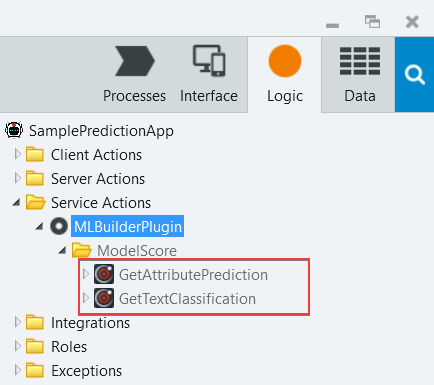 Processes Interface Logic Data
SamplePredictionApp
Client Actions
Server Actions
Service Actions
MLBuilderPlugin
ModelScore
GetAttributePrediction
GetTextClassification
Integrations
Roles
Exceptions